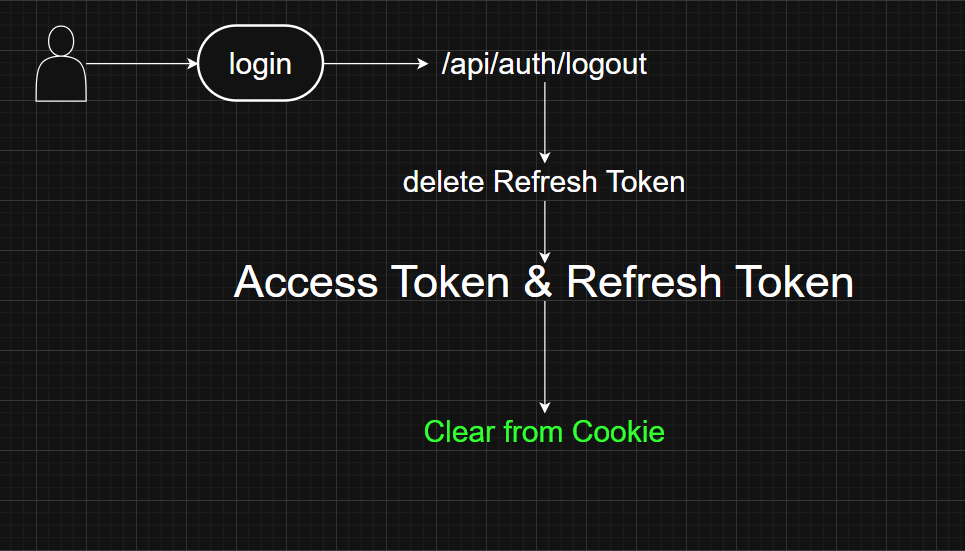 login
/api/auth/logout
delete Refresh Token
Access Token & Refresh Token
Clear from Cookie